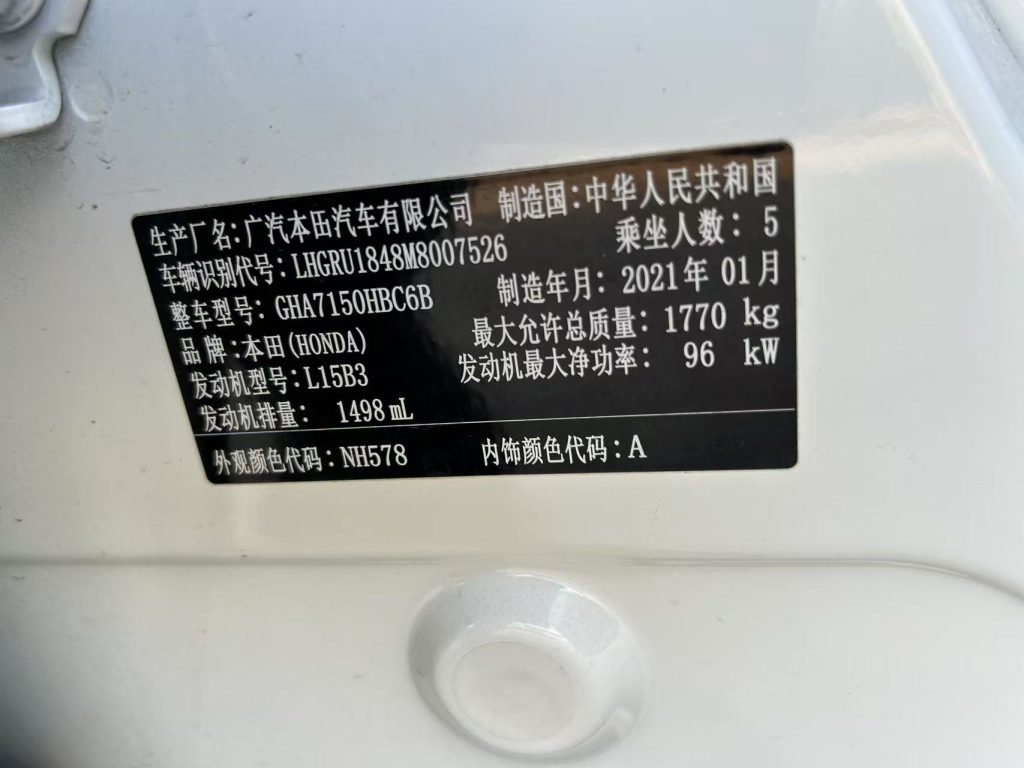 生产厂名:广汽本田汽车有限公司 制造国:中华人民共和国
车辆识别代号:LHGRU1848M8007526 乘坐人数: 5
整车型号:GHA7150HBC6B 制造年月: 2021年 01月
品牌:本田(HONDA) 最大允许总质量: 1770 kg
发动机型号:L15B3 发动机最大净功率: 96 kW
发动机排量: 1498 mL
外观颜色代码:NH578 内饰颜色代码:A